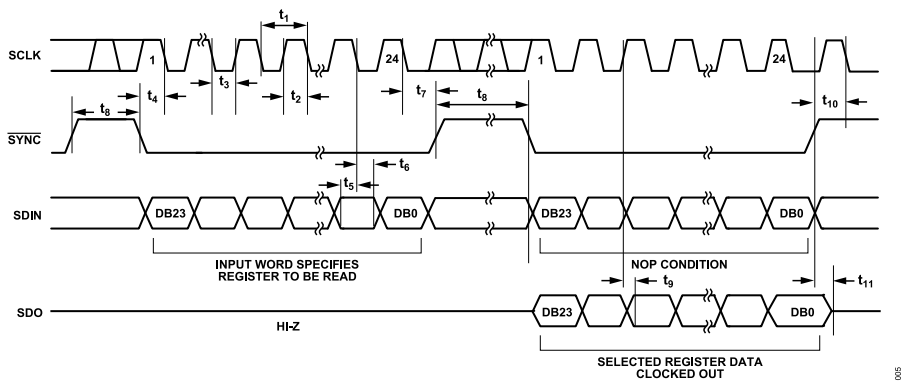 t1
SCLK
1
24
1
24
t4
t3
t2
t7
t8
t10
t8
SYNC
t6
t5
SDIN
DB23
DB0
DB23
DB0
INPUT WORD SPECIFIES
REGISTER TO BE READ
NOP CONDITION
t9
t11
SDO
DB23
DB0
HI-Z
SELECTED REGISTER DATA
CLOCKED OUT
005